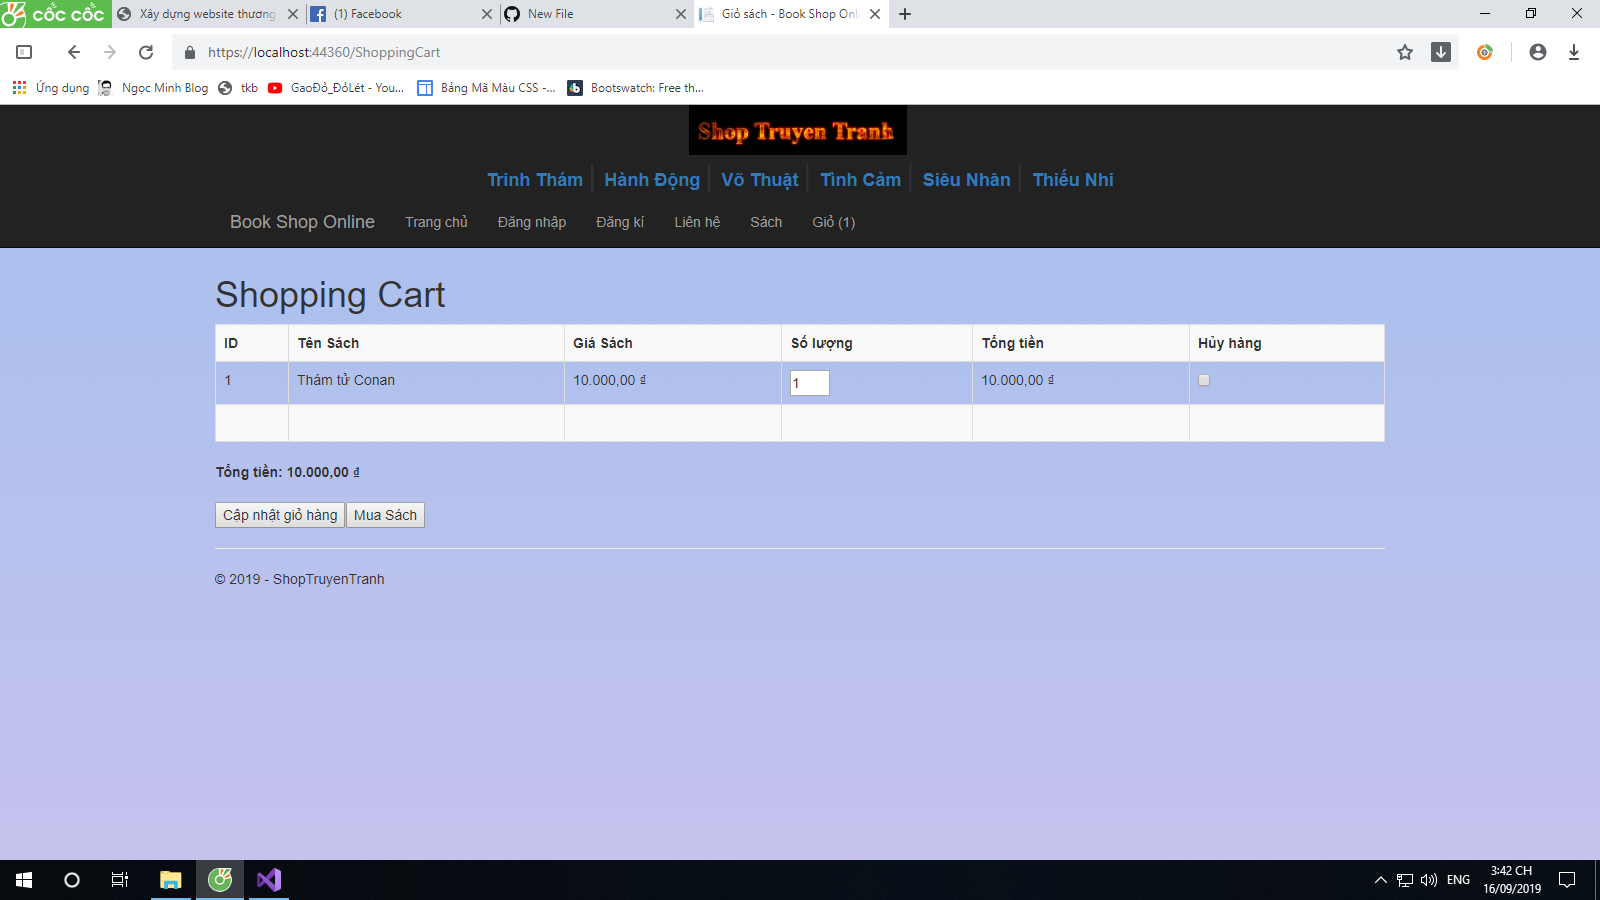 cốc cốc
Xây dựng website thương
(1) Facebook
New File
Giỏ sách - Book Shop Onl
https://localhost:44360/ShoppingCart
Ứng dụng
Ngọc Minh Blog
tkb
GaoĐỏ_ĐỏLét - You...
Bảng Mã Màu CSS -...
Bootswatch: Free th...
Shop Truyen Tranh
Trinh Thám Hành Động Võ Thuật Tình Cảm Siêu Nhân Thiếu Nhi
Book Shop Online Trang chủ Đăng nhập Đăng kí Liên hệ Sách Giỏ (1)
Shopping Cart
ID Tên Sách Giá Sách Số lượng Tổng tiền Hủy hàng
1 Thám tử Conan 10.000,00 ₫ 1 10.000,00 ₫
Tổng tiền: 10.000,00 ₫
Cập nhật giỏ hàng Mua Sách
© 2019 - ShopTruyenTranh
ENG
3:42 CH
16/09/2019